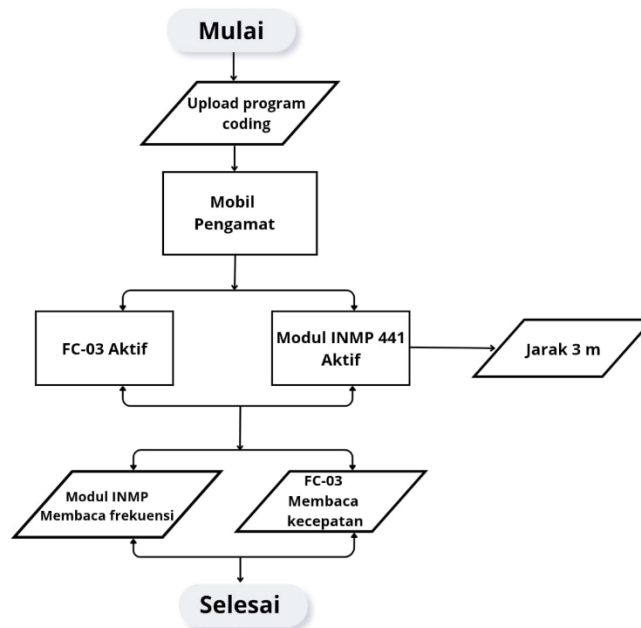 Mulai
Upload program
coding
Mobil
Pengamat
FC-03 Aktif
Modul INMP 441
Aktif
Jarak 3 m
Modul INMP
Membaca frekuensi
FC-03
Membaca
kecepatan
Selesai